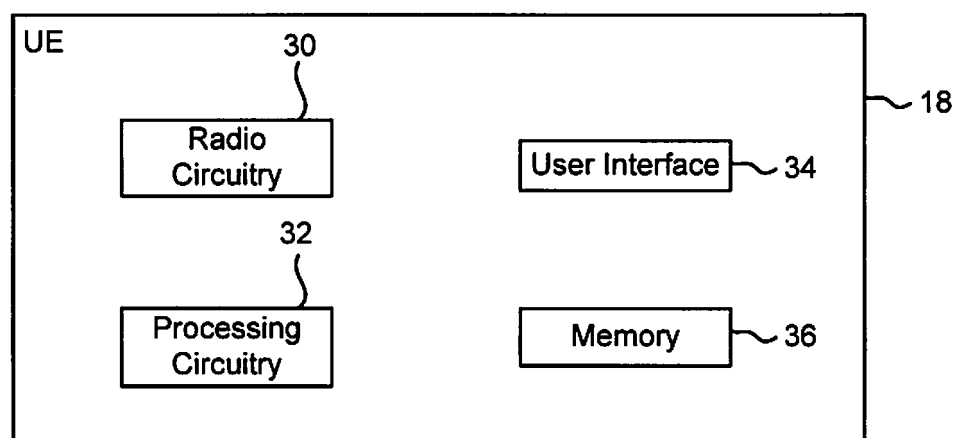 UE
30
Radio
Circuitry
18
User Interface
34
32
Processing
Circuitry
Memory
36